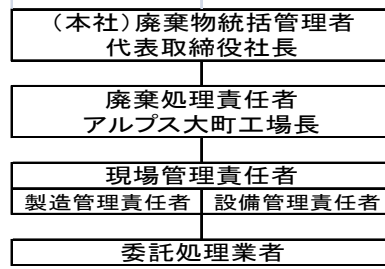 （本社）廃棄物統括管理者
代表取締役社長
廃棄処理責任者
アルプス大町工場長
現場管理責任者
製造管理責任者 設備管理責任者
委託処理業者